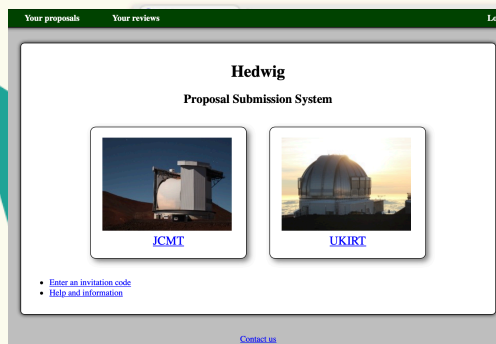 Your proposals Your reviews
Hedwig
Proposal Submission System
JCMT UKIRT
Enter an invitation code
Help and information
Contact us